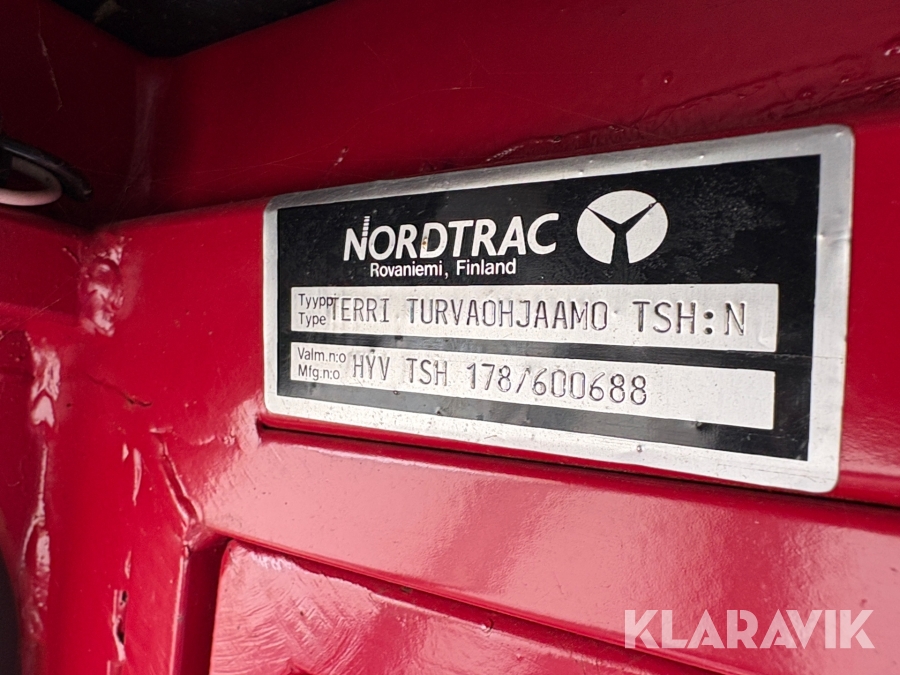 NORDTRAC
Rovaniemi, Finland
Tyyppi
Type
TERRI TURVAOHJAAMO TSH:N
Valm.n:o
Mfg.n:o
HYV TSH 178/600688
KLARAVIK